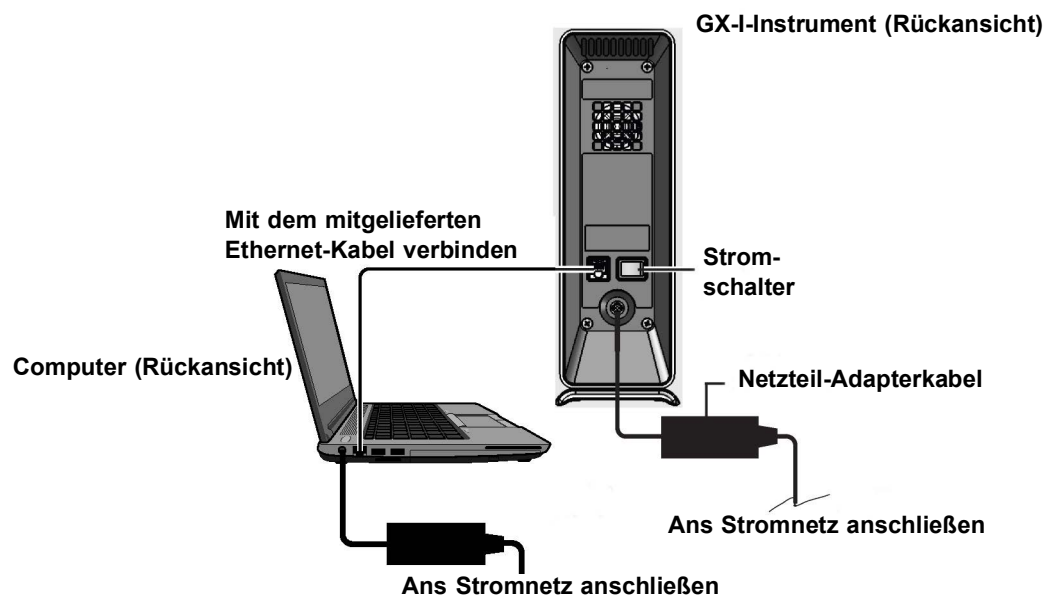 GX-I-Instrument (Rückansicht)
Mit dem mitgelieferten
Ethernet-Kabel verbinden
Strom-
schalter
Computer (Rückansicht)
Netzteil-Adapterkabel
Ans Stromnetz anschließen
Ans Stromnetz anschließen